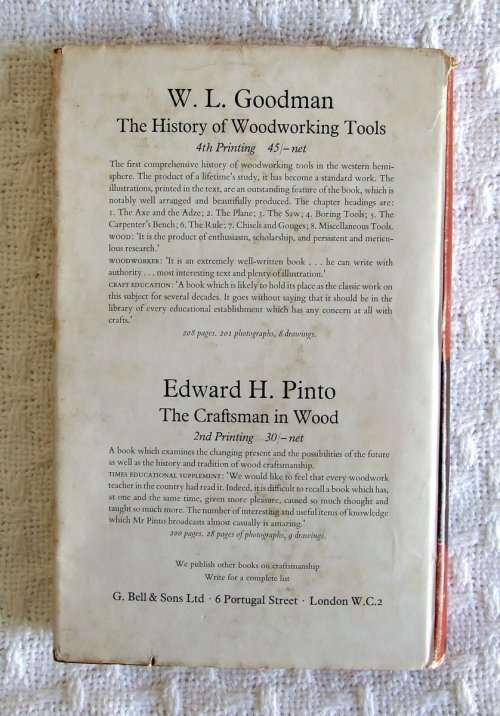 W. L. Goodman
The History of Woodworking Tools
4th Printing 45/– net
The first comprehensive history of woodworking tools in the western hemi-
sphere. The product of a lifetime's study, it has become a standard work. The
illustrations, printed in the text, are an outstanding feature of the book, which is
notably well arranged and beautifully produced. The chapter headings are:
1. The Axe and the Adze; 2. The Plane; 3. The Saw; 4. Boring Tools; 5. The
Carpenter's Bench; 6. The Rule; 7. Chisels and Gouges; 8. Miscellaneous Tools.
WOOD: 'It is the product of enthusiasm, scholarship, and persistent and meticu-
lous research.'
WOODWORKER: 'It is an extremely well-written book . . . he can write with
authority . . . most interesting text and plenty of illustration.'
CRAFT EDUCATION: 'A book which is likely to hold its place as the classic work on
this subject for several decades. It goes without saying that it should be in the
library of every educational establishment which has any concern at all with
crafts.'
208 pages. 201 photographs, 8 drawings.
Edward H. Pinto
The Craftsman in Wood
2nd Printing 30/– net
A book which examines the changing present and the possibilities of the future
as well as the history and tradition of wood craftsmanship.
TIMES EDUCATIONAL SUPPLEMENT: 'We would like to feel that every woodwork
teacher in the country had read it. Indeed, it is difficult to recall a book which has,
at one and the same time, given more pleasure, caused so much thought and
taught so much more. The number of interesting and useful items of knowledge
which Mr Pinto broadcasts almost casually is amazing.'
200 pages. 28 pages of photographs, 9 drawings.
We publish other books on craftsmanship
Write for a complete list
G. Bell & Sons Ltd · 6 Portugal Street · London W.C.2